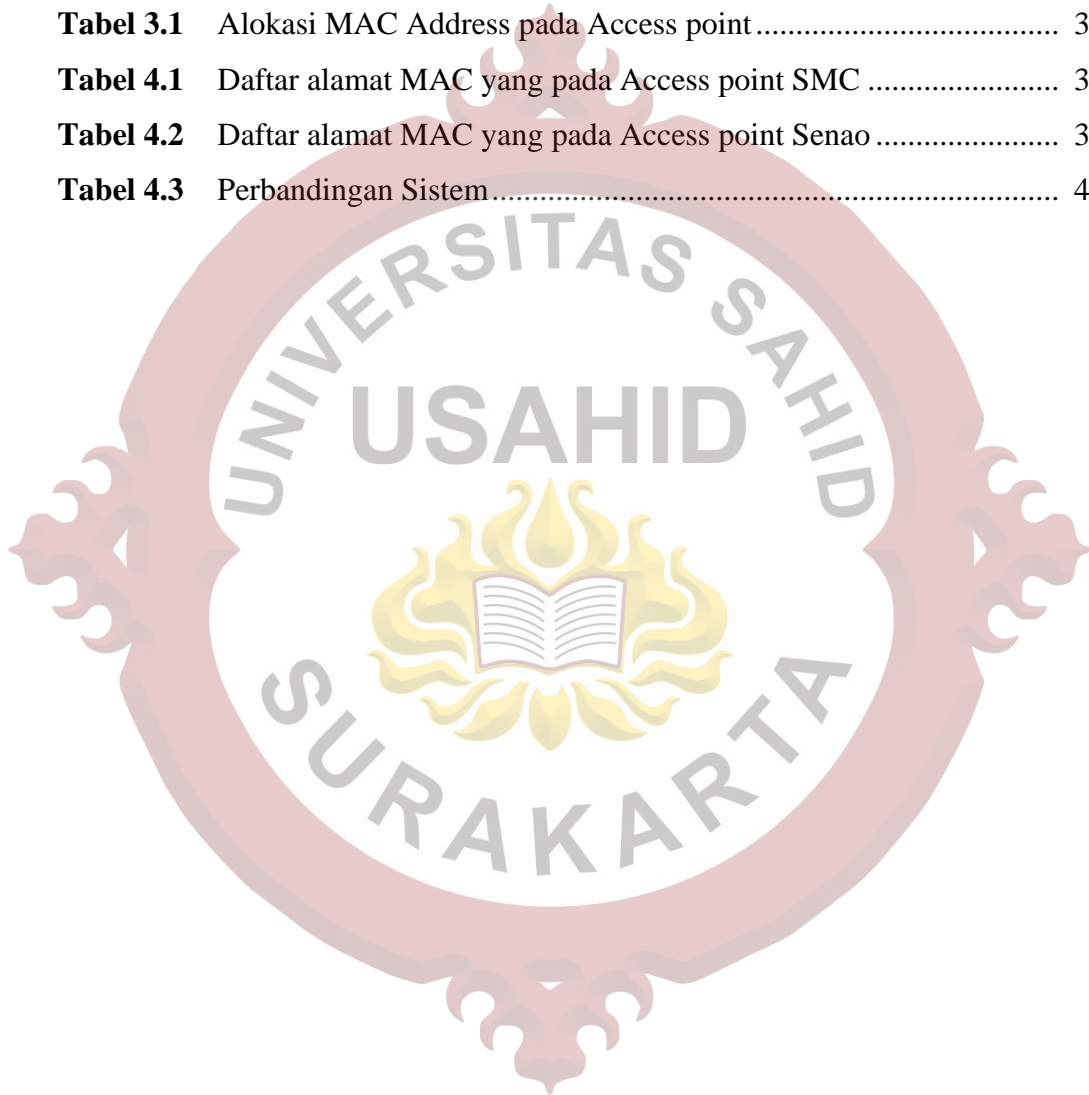 Tabel 3.1 Alokasi MAC Address pada Access point .................................... 3
Tabel 4.1 Daftar alamat MAC yang pada Access point SMC ....................... 3
Tabel 4.2 Daftar alamat MAC yang pada Access point Senao ...................... 3
Tabel 4.3 Perbandingan Sistem .................................................................... 4
UNIVERSITAS SAHID
USAHID
SURAKARTA